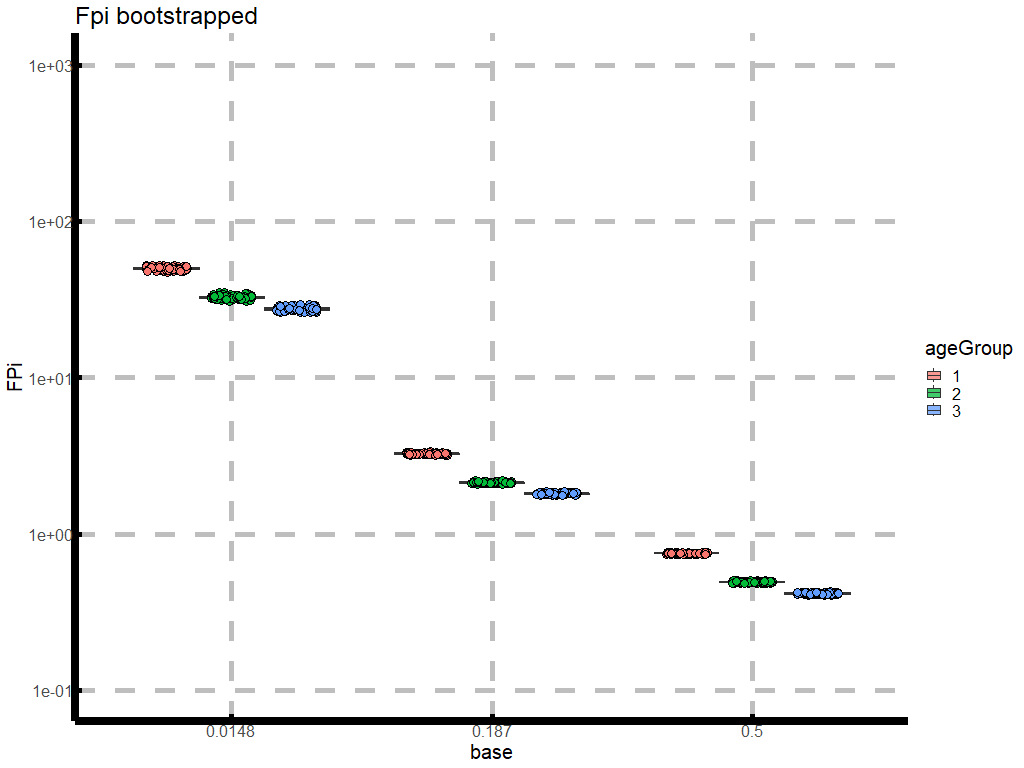 Fpi bootstrapped
1e+03
1e+02
1e+01
1e+00
1e-01
FPi
0.0148
0.187
0.5
base
ageGroup
1
2
3